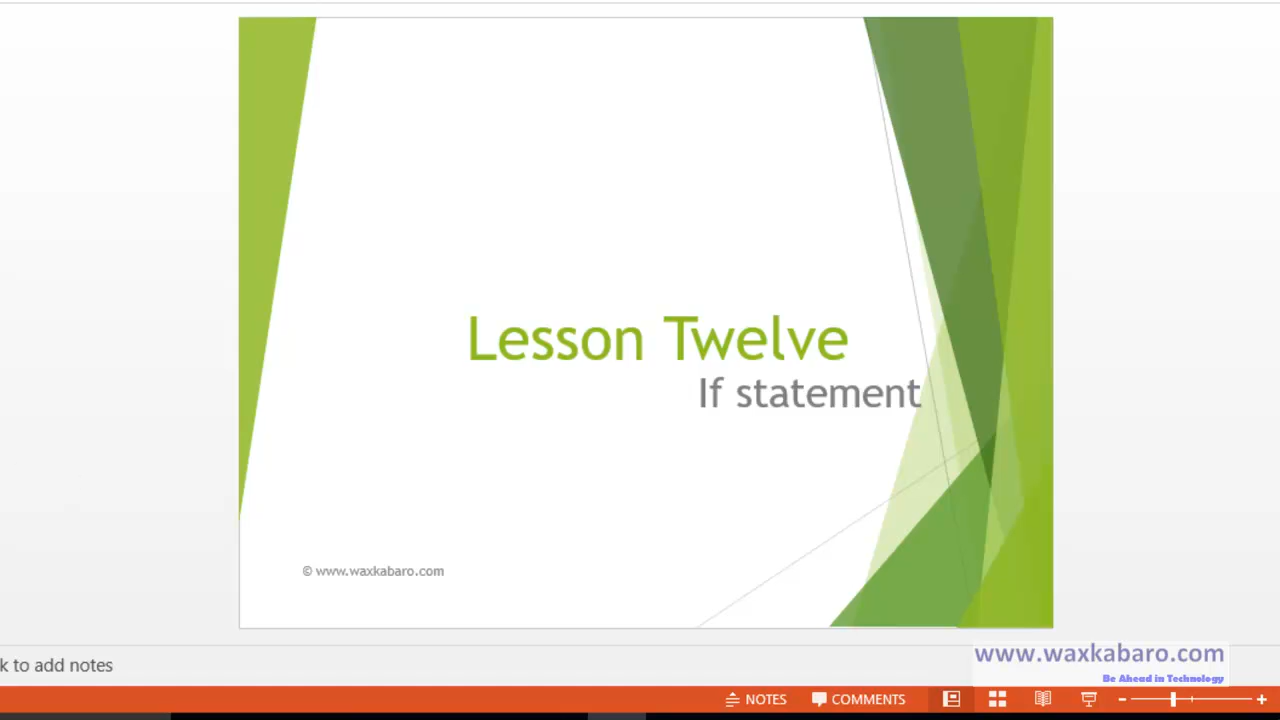 Lesson Twelve
If statement
© www.waxkabaro.com
k to add notes
www.waxkabaro.com
Be Ahead in Technology
NOTES COMMENTS